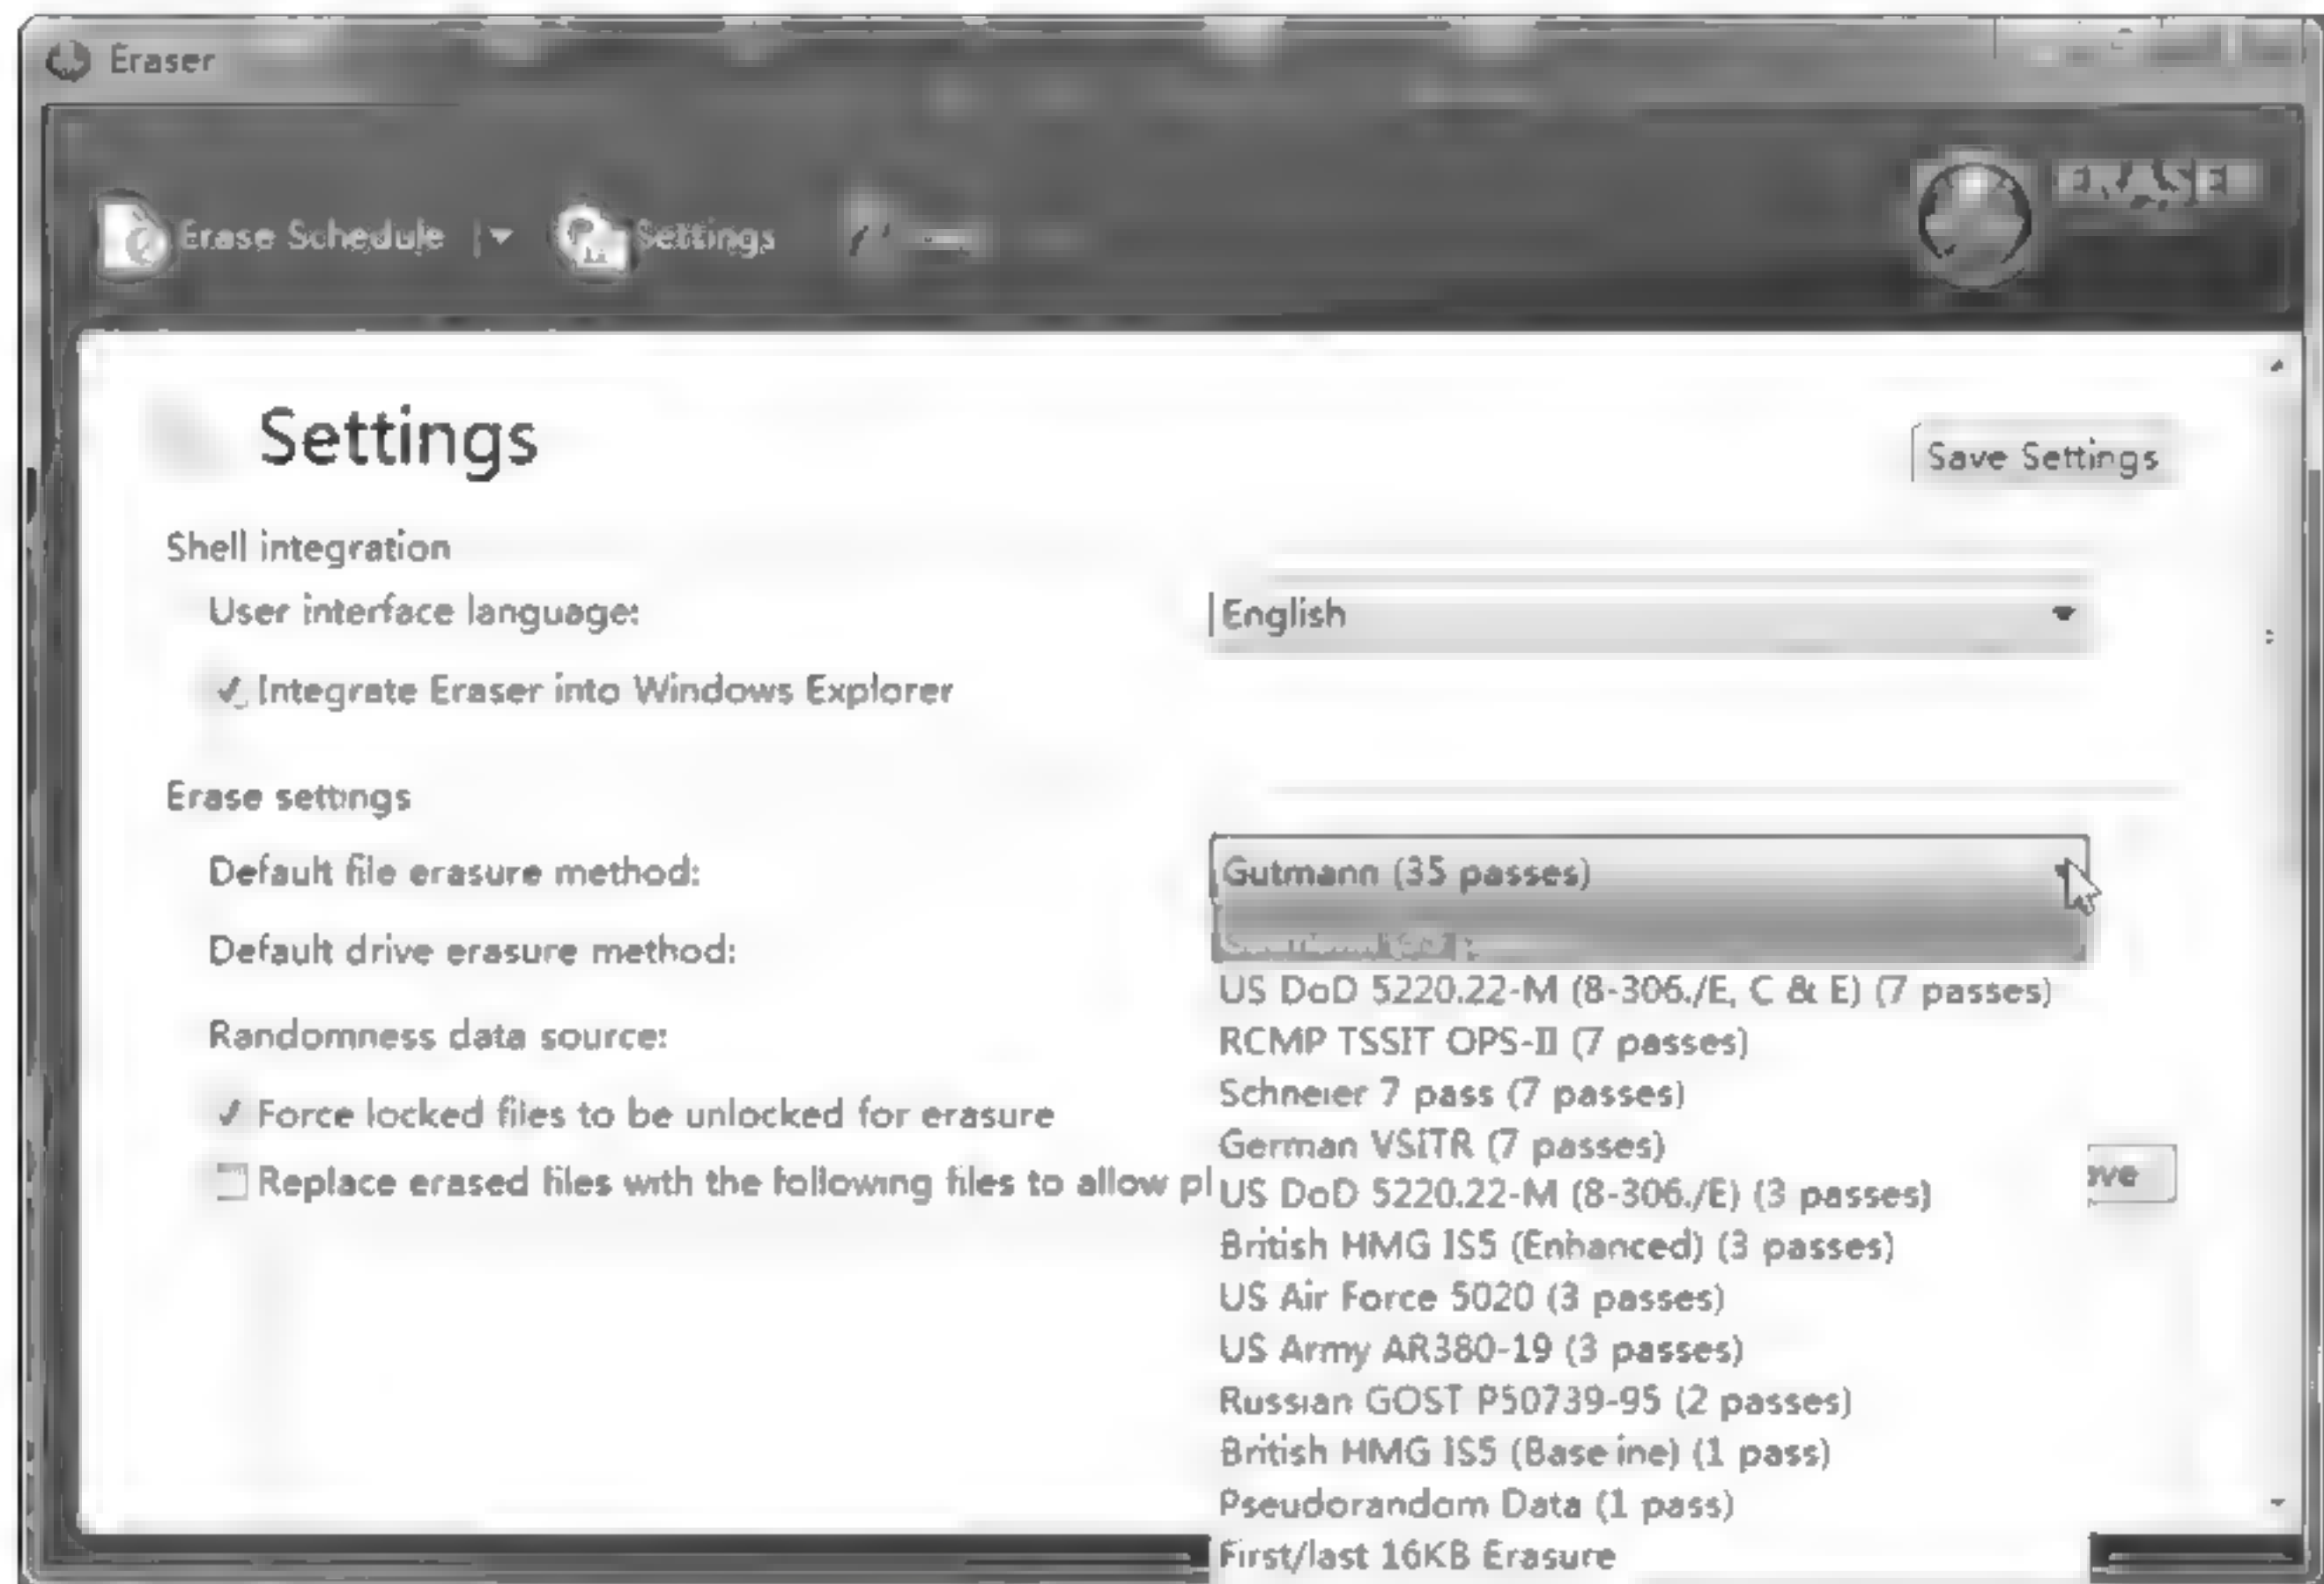 Eraser
Erase Schedule
Settings
Settings
Save Settings
Shell integration
User interface language:
English
Integrate Eraser into Windows Explorer
Erase settings
Default file erasure method:
Gutmann (35 passes)
Default drive erasure method:
US DoD 5220.22-M (8-306./E, C & E) (7 passes)
RCMP TSSIT OPS-II (7 passes)
Randomness data source:
Schneier 7 pass (7 passes)
Force locked files to be unlocked for erasure
German VSITR (7 passes)
Replace erased files with the following files to allow pl
US DoD 5220.22-M (8-306./E) (3 passes)
British HMG IS5 (Enhanced) (3 passes)
US Air Force 5020 (3 passes)
US Army AR380-19 (3 passes)
Russian GOST P50739-95 (2 passes)
British HMG IS5 (Base ine) (1 pass)
Pseudorandom Data (1 pass)
First/last 16KB Erasure